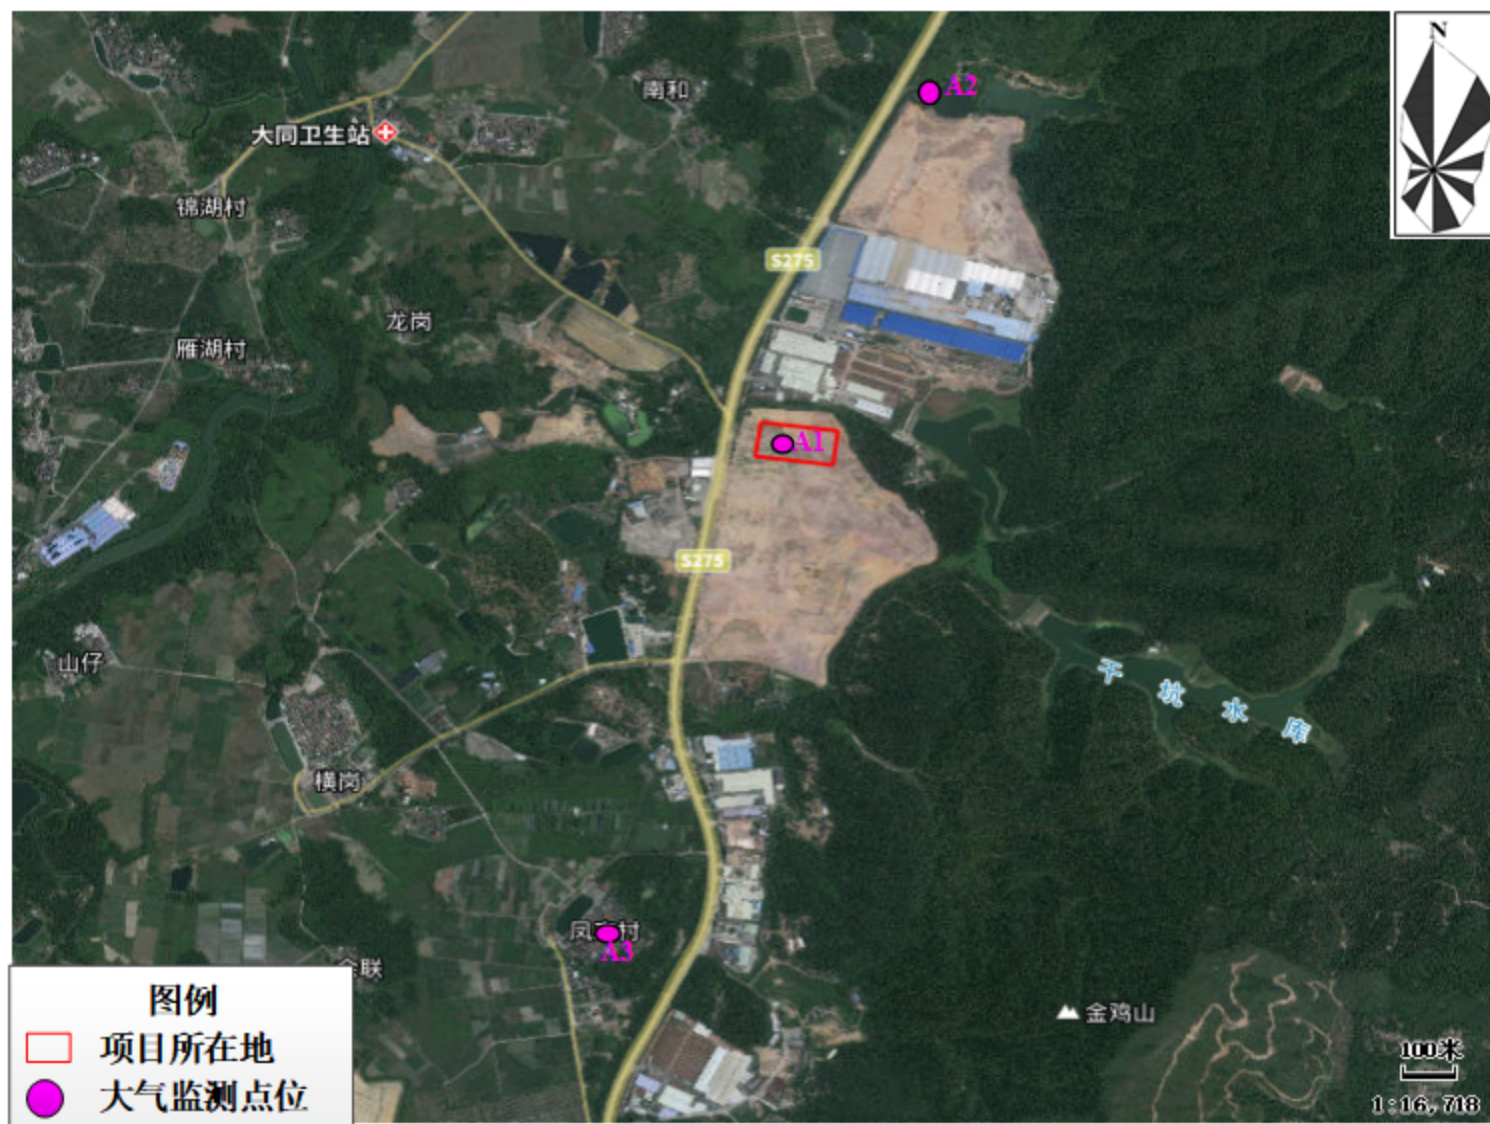 N
南和
A2
大同卫生站
锦湖村
S275
龙岗
雁湖村
A1
S275
山仔
干 坑 水 库
横岗
村
A3
联
金鸡山
图例
项目所在地
大气监测点位
100米
1:16,718